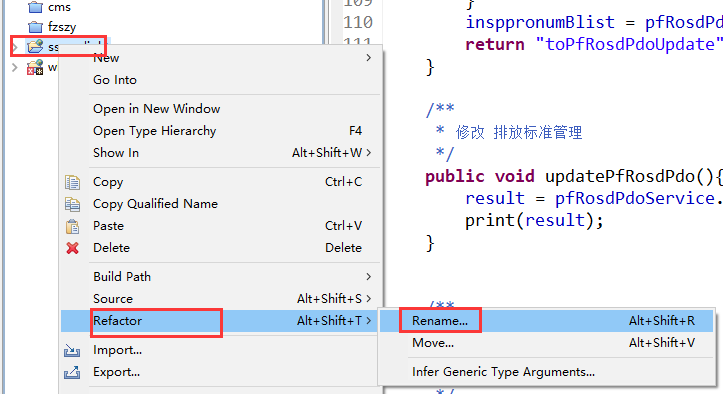 cms
fzszy
New
Go Into
Open in New Window
Open Type Hierarchy F4
Show In Alt+Shift+W
Copy Ctrl+C
Copy Qualified Name
Paste Ctrl+V
Delete Delete
Build Path
Source Alt+Shift+S
Refactor Alt+Shift+T
Import...
Export...
Rename... Alt+Shift+R
Move... Alt+Shift+V
Infer Generic Type Arguments...
109 }
110 insppronumBlist = pfRosdPd
111 return "toPfRosdPdoUpdate"
}
/**
* 修改 排放标准管理
*/
public void updatePfRosdPdo(){
result = pfRosdPdoService.
print(result);
}
/**
*/